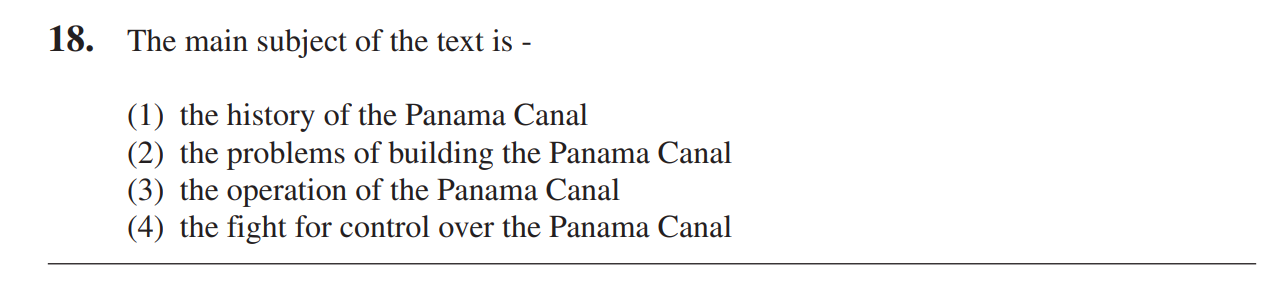 18. The main subject of the text is -
(1) the history of the Panama Canal
(2) the problems of building the Panama Canal
(3) the operation of the Panama Canal
(4) the fight for control over the Panama Canal